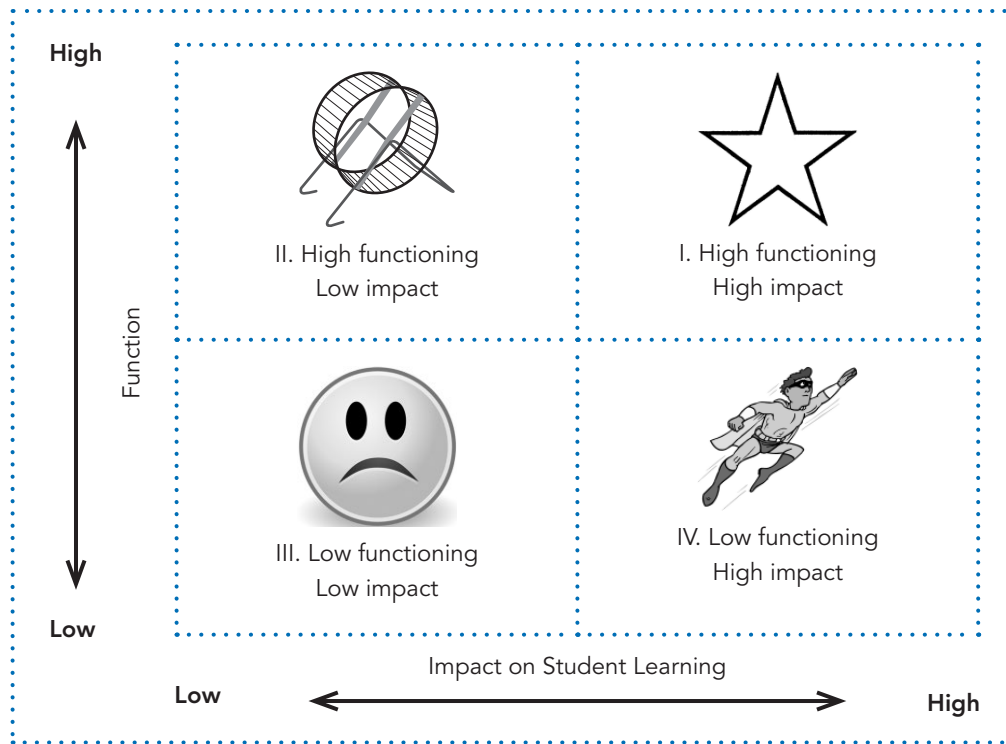 High
II. High functioning
Low impact
I. High functioning
High impact
Function
III. Low functioning
Low impact
IV. Low functioning
High impact
Low
Impact on Student Learning
Low
High